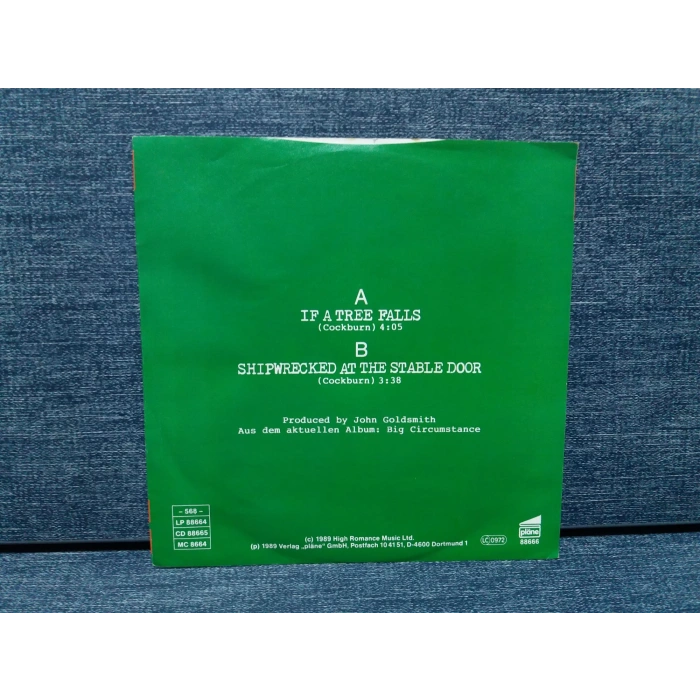 A
IF A TREE FALLS
(Cockburn) 4:05
B
SHIPWRECKED AT THE STABLE DOOR
(Cockburn) 3:38
Produced by John Goldsmith
Aus dem aktuellen Album: Big Circumstance
– 568 –
LP 88664
CD 88665
MC 8664
(c) 1989 High Romance Music Ltd.
(p) 1989 Verlag „pläne“ GmbH, Postfach 10 41 51, D-4600 Dortmund 1
LC 0972
pläne
88666